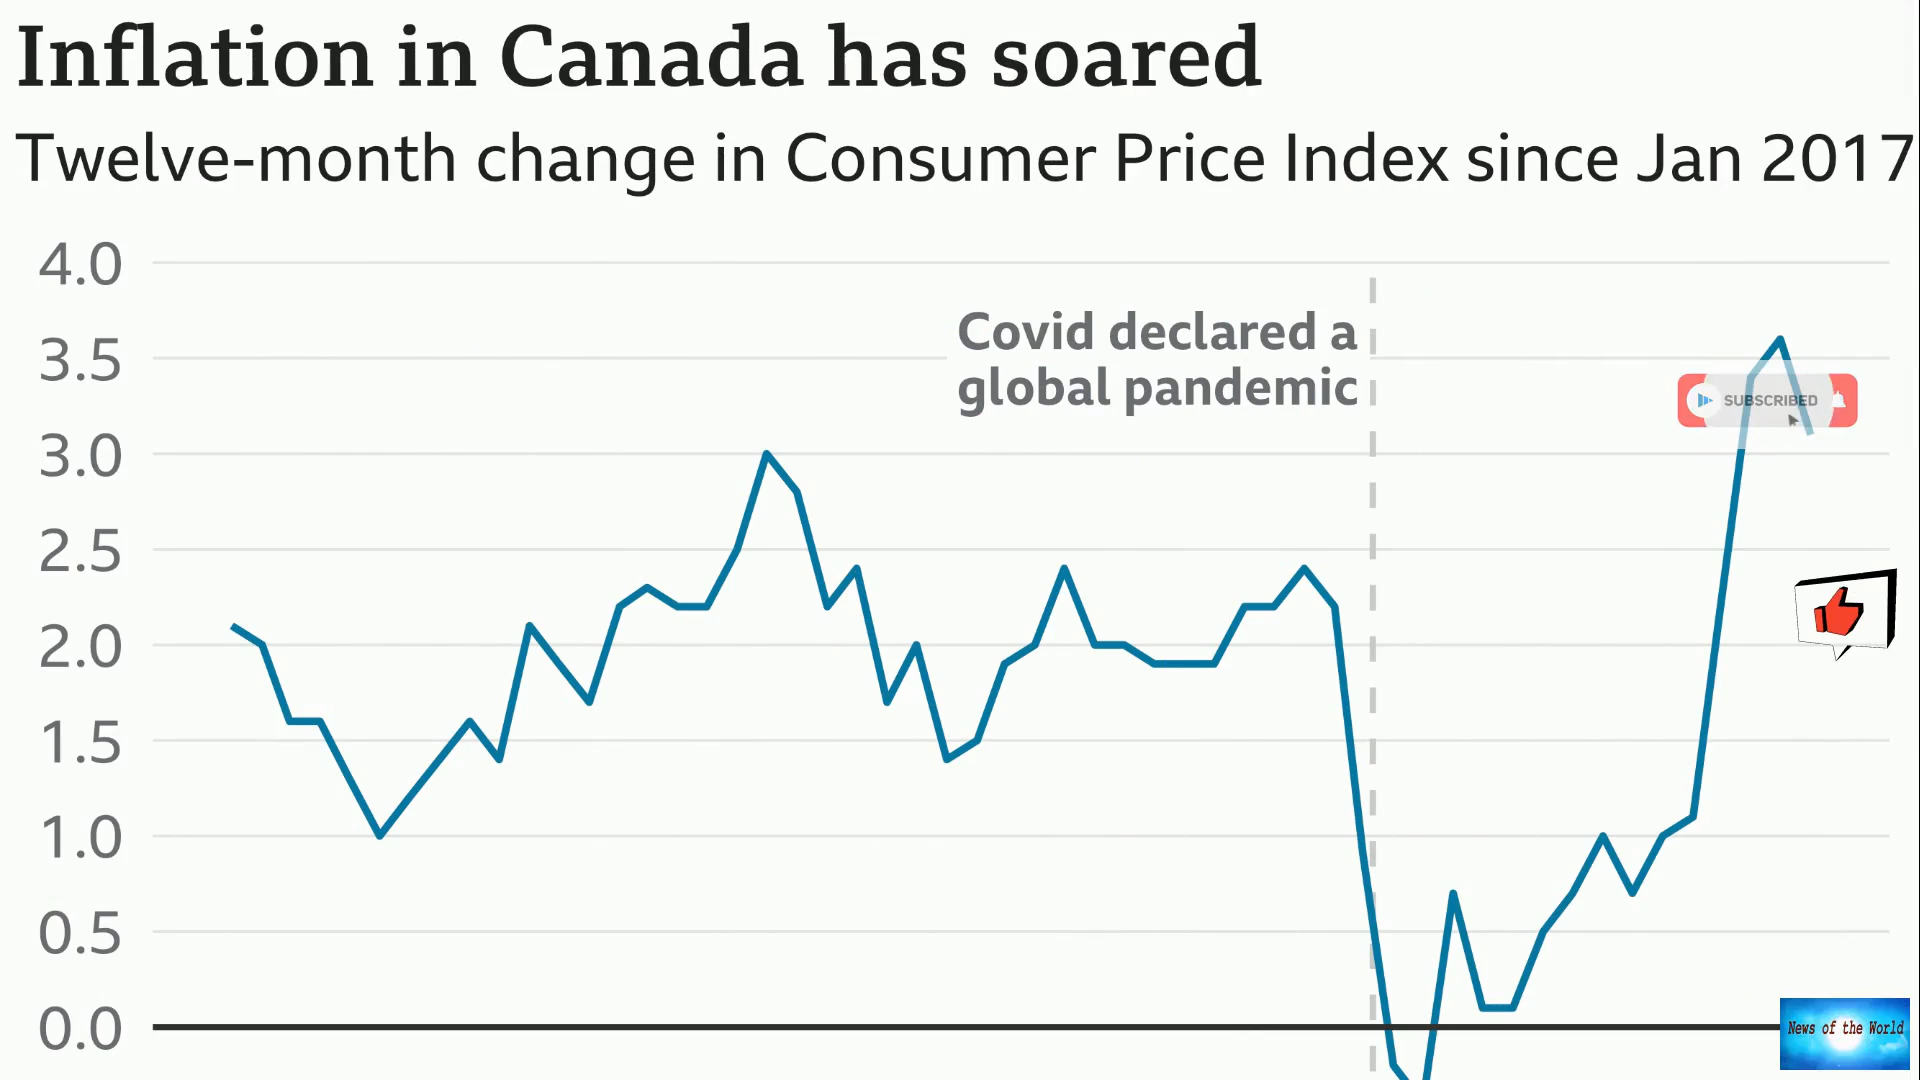 Inflation in Canada has soared
Twelve-month change in Consumer Price Index since Jan 2017
4.0
Covid declared a
global pandemic
3.5
SUBSCRIBED
3.0
2.5
2.0
1.5
1.0
0.5
0.0
News of the World